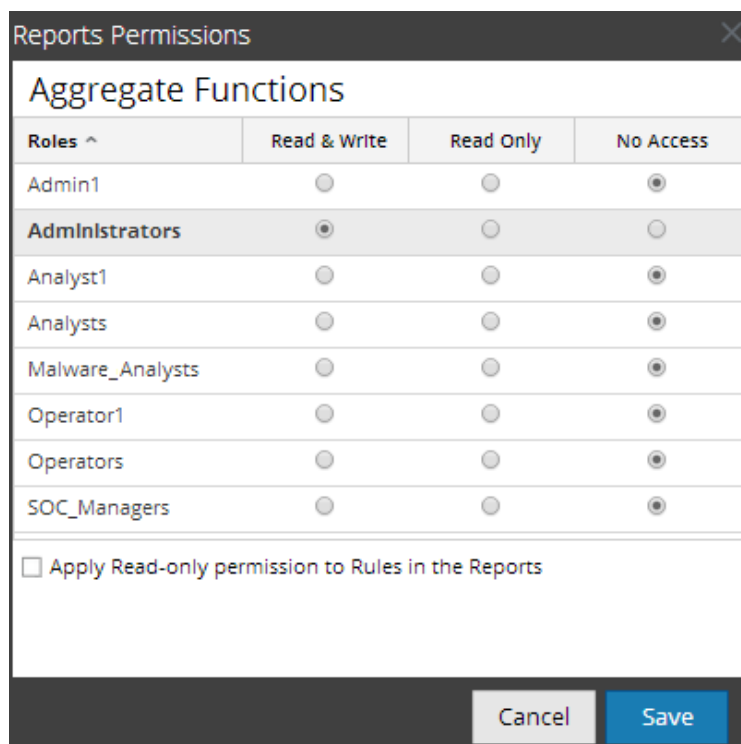 Reports Permissions
Aggregate Functions
Roles Read & Write Read Only No Access
Admin1
Administrators
Analyst1
Analysts
Malware_Analysts
Operator1
Operators
SOC_Managers
Apply Read-only permission to Rules in the Reports
Cancel Save